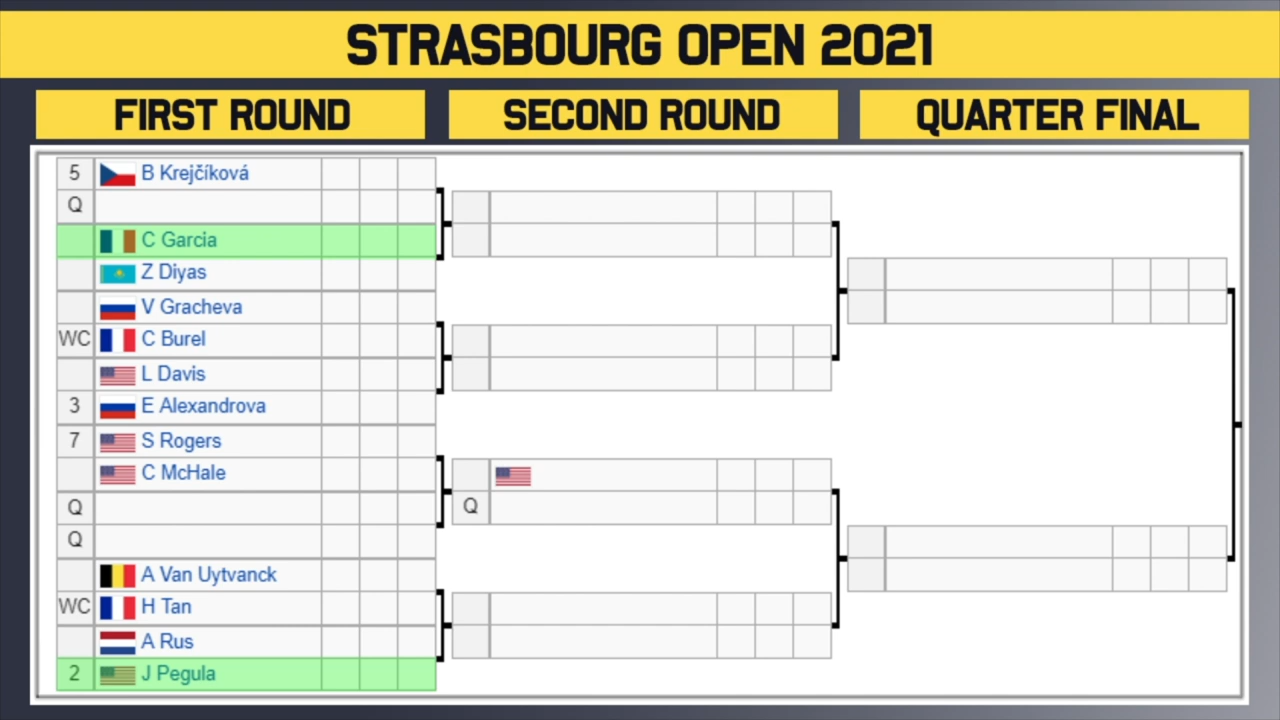 STRASBOURG OPEN 2021
FIRST ROUND SECOND ROUND QUARTER FINAL
5 B Krejčíková
Q
C Garcia
Z Diyas
V Gracheva
WC C Burel
L Davis
3 E Alexandrova
7 S Rogers
C McHale
Q Q
Q
A Van Uytvanck
WC H Tan
A Rus
2 J Pegula